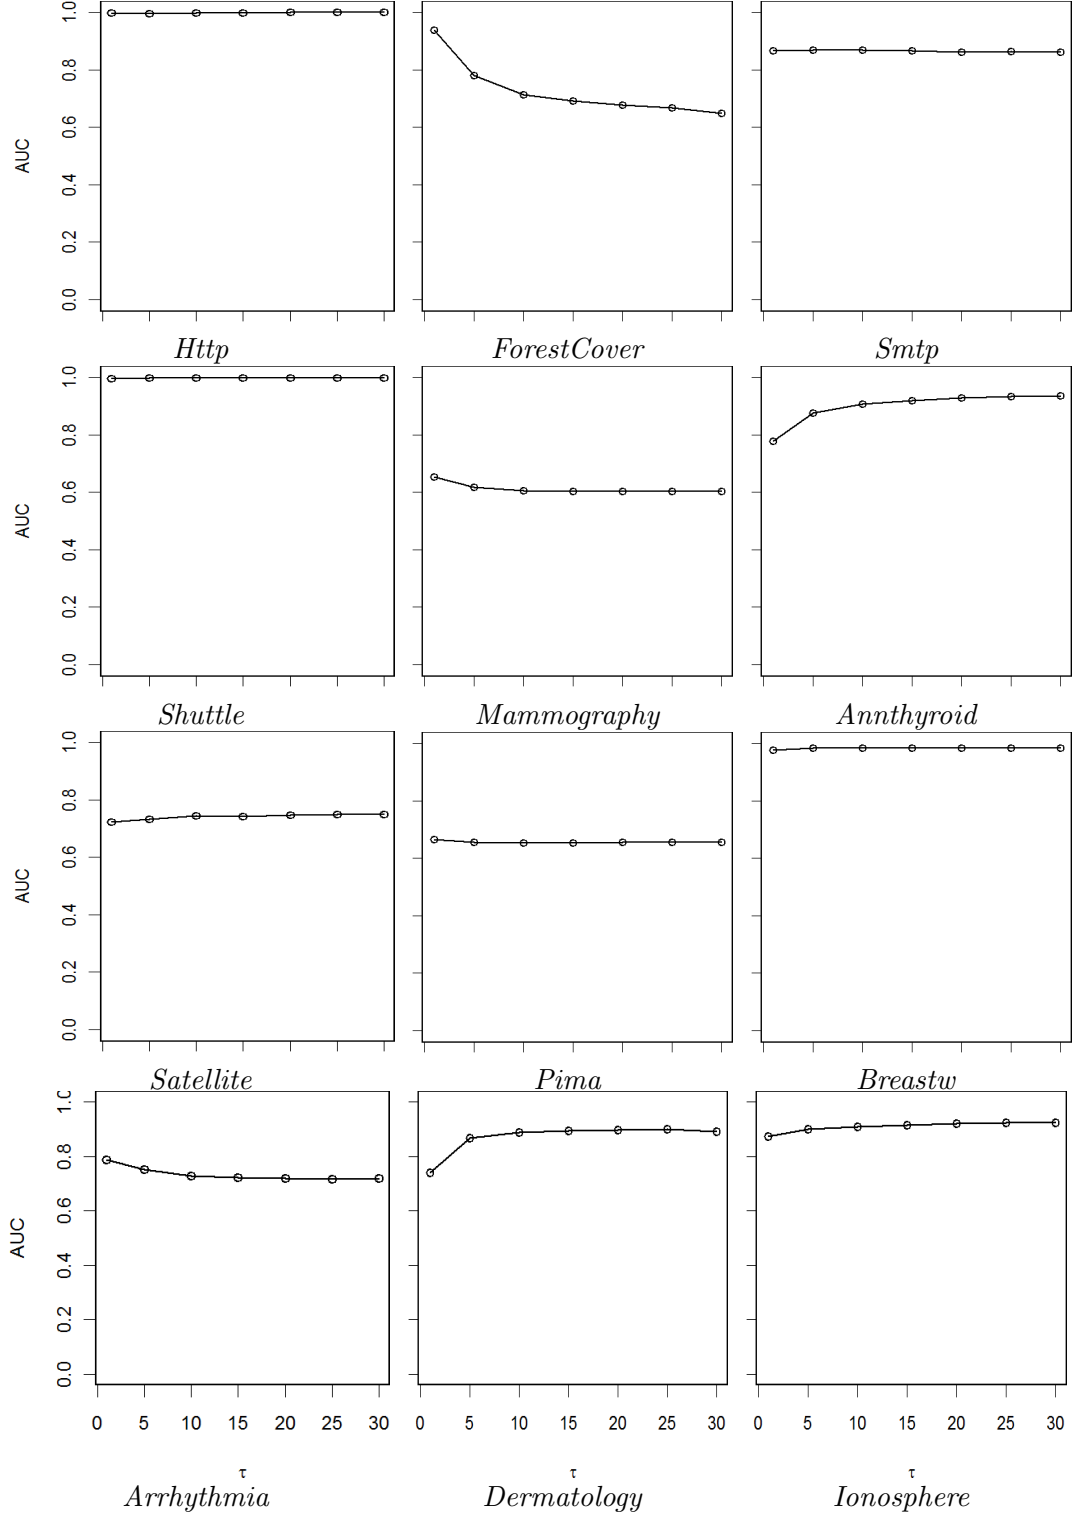 1.0
0.8
0.6
0.4
0.2
0.0
AUC
Http ForestCover Smtp
1.0
0.8
0.6
0.4
0.2
0.0
AUC
Shuttle Mammography Annthyroid
1.0
0.8
0.6
0.4
0.2
0.0
AUC
Satellite Pima Breastw
1.0
0.8
0.6
0.4
0.2
0.0
AUC
0 5 10 15 20 25 30 0 5 10 15 20 25 30 0 5 10 15 20 25 30
τ τ τ
Arrhythmia Dermatology Ionosphere